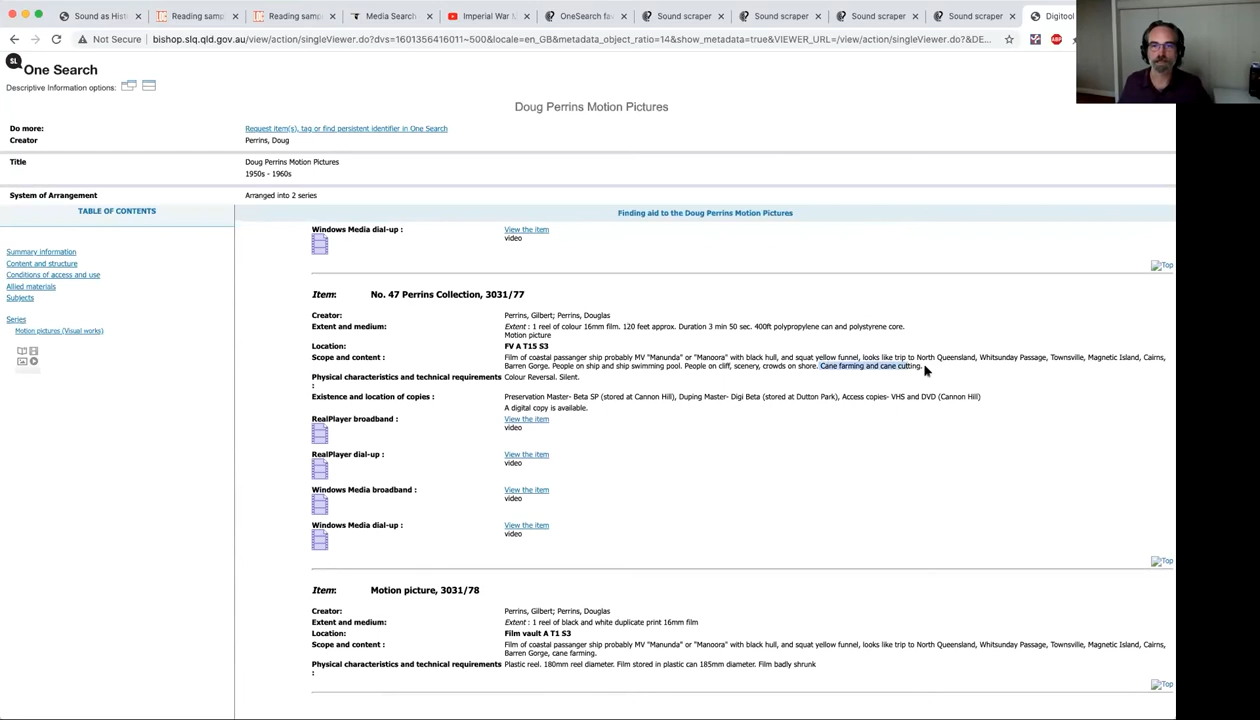 Sound as Hist
Reading samp
Reading samp
Media Search
Imperial War M
OneSearch fav
Sound scraper
Sound scraper
Sound scraper
Sound scraper
Digitool
Not Secure | bishop.slq.qld.gov.au/view/action/singleViewer.do?dvs=1601356416011~500&locale=en_GB&metadata_object_ratio=14&show_metadata=true&VIEWER_URL=/view/action/singleViewer.do?&DE...
ABP
SL One Search
Descriptive Information options:
Doug Perrins Motion Pictures
Do more: Request item(s), tag or find persistent identifier in One Search
Creator Perrins, Doug
Title Doug Perrins Motion Pictures
1950s - 1960s
System of Arrangement Arranged into 2 series
TABLE OF CONTENTS
Summary information
Content and structure
Conditions of access and use
Allied materials
Subjects
Series
Motion pictures (Visual works)
Finding aid to the Doug Perrins Motion Pictures
Windows Media dial-up : View the item
video
Top
Item: No. 47 Perrins Collection, 3031/77
Creator: Perrins, Gilbert; Perrins, Douglas
Extent and medium: Extent : 1 reel of colour 16mm film. 120 feet approx. Duration 3 min 50 sec. 400ft polypropylene can and polystyrene core.
Motion picture
Location: FV A T15 S3
Scope and content : Film of coastal passenger ship probably MV "Manunda" or "Manoora" with black hull, and squat yellow funnel, looks like trip to North Queensland, Whitsunday Passage, Townsville, Magnetic Island, Cairns,
Barren Gorge. People on ship and ship swimming pool. People on cliff, scenery, crowds on shore. Cane farming and cane cutting.
Physical characteristics and technical requirements Colour Reversal. Silent.
:
Existence and location of copies : Preservation Master- Beta SP (stored at Cannon Hill), Duping Master- Digi Beta (stored at Dutton Park), Access copies- VHS and DVD (Cannon Hill)
A digital copy is available.
RealPlayer broadband : View the item
video
RealPlayer dial-up : View the item
video
Windows Media broadband : View the item
video
Windows Media dial-up : View the item
video
Top
Item: Motion picture, 3031/78
Creator: Perrins, Gilbert; Perrins, Douglas
Extent and medium: Extent : 1 reel of black and white duplicate print 16mm film
Location: Film vault A T1 S3
Scope and content : Film of coastal passenger ship probably MV "Manunda" or "Manoora" with black hull, and squat yellow funnel, looks like trip to North Queensland, Whitsunday Passage, Townsville, Magnetic Island, Cairns,
Barren Gorge, cane farming.
Physical characteristics and technical requirements Plastic reel. 180mm reel diameter. Film stored in plastic can 185mm diameter. Film badly shrunk
:
Top